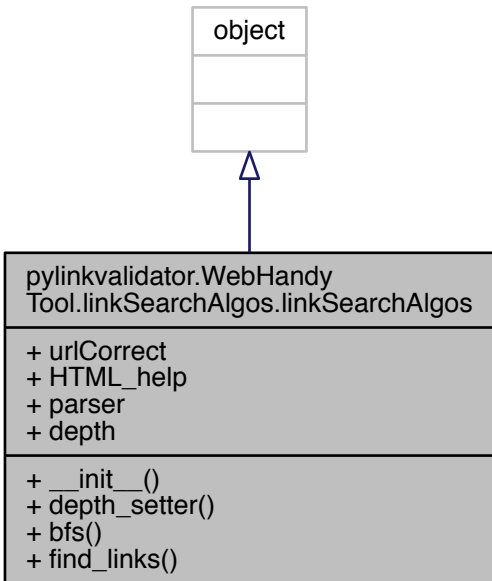 object
pylinkvalidator.WebHandy
Tool.linkSearchAlgos.linkSearchAlgos
+ urlCorrect
+ HTML_help
+ parser
+ depth
+ __init__()
+ depth_setter()
+ bfs()
+ find_links()